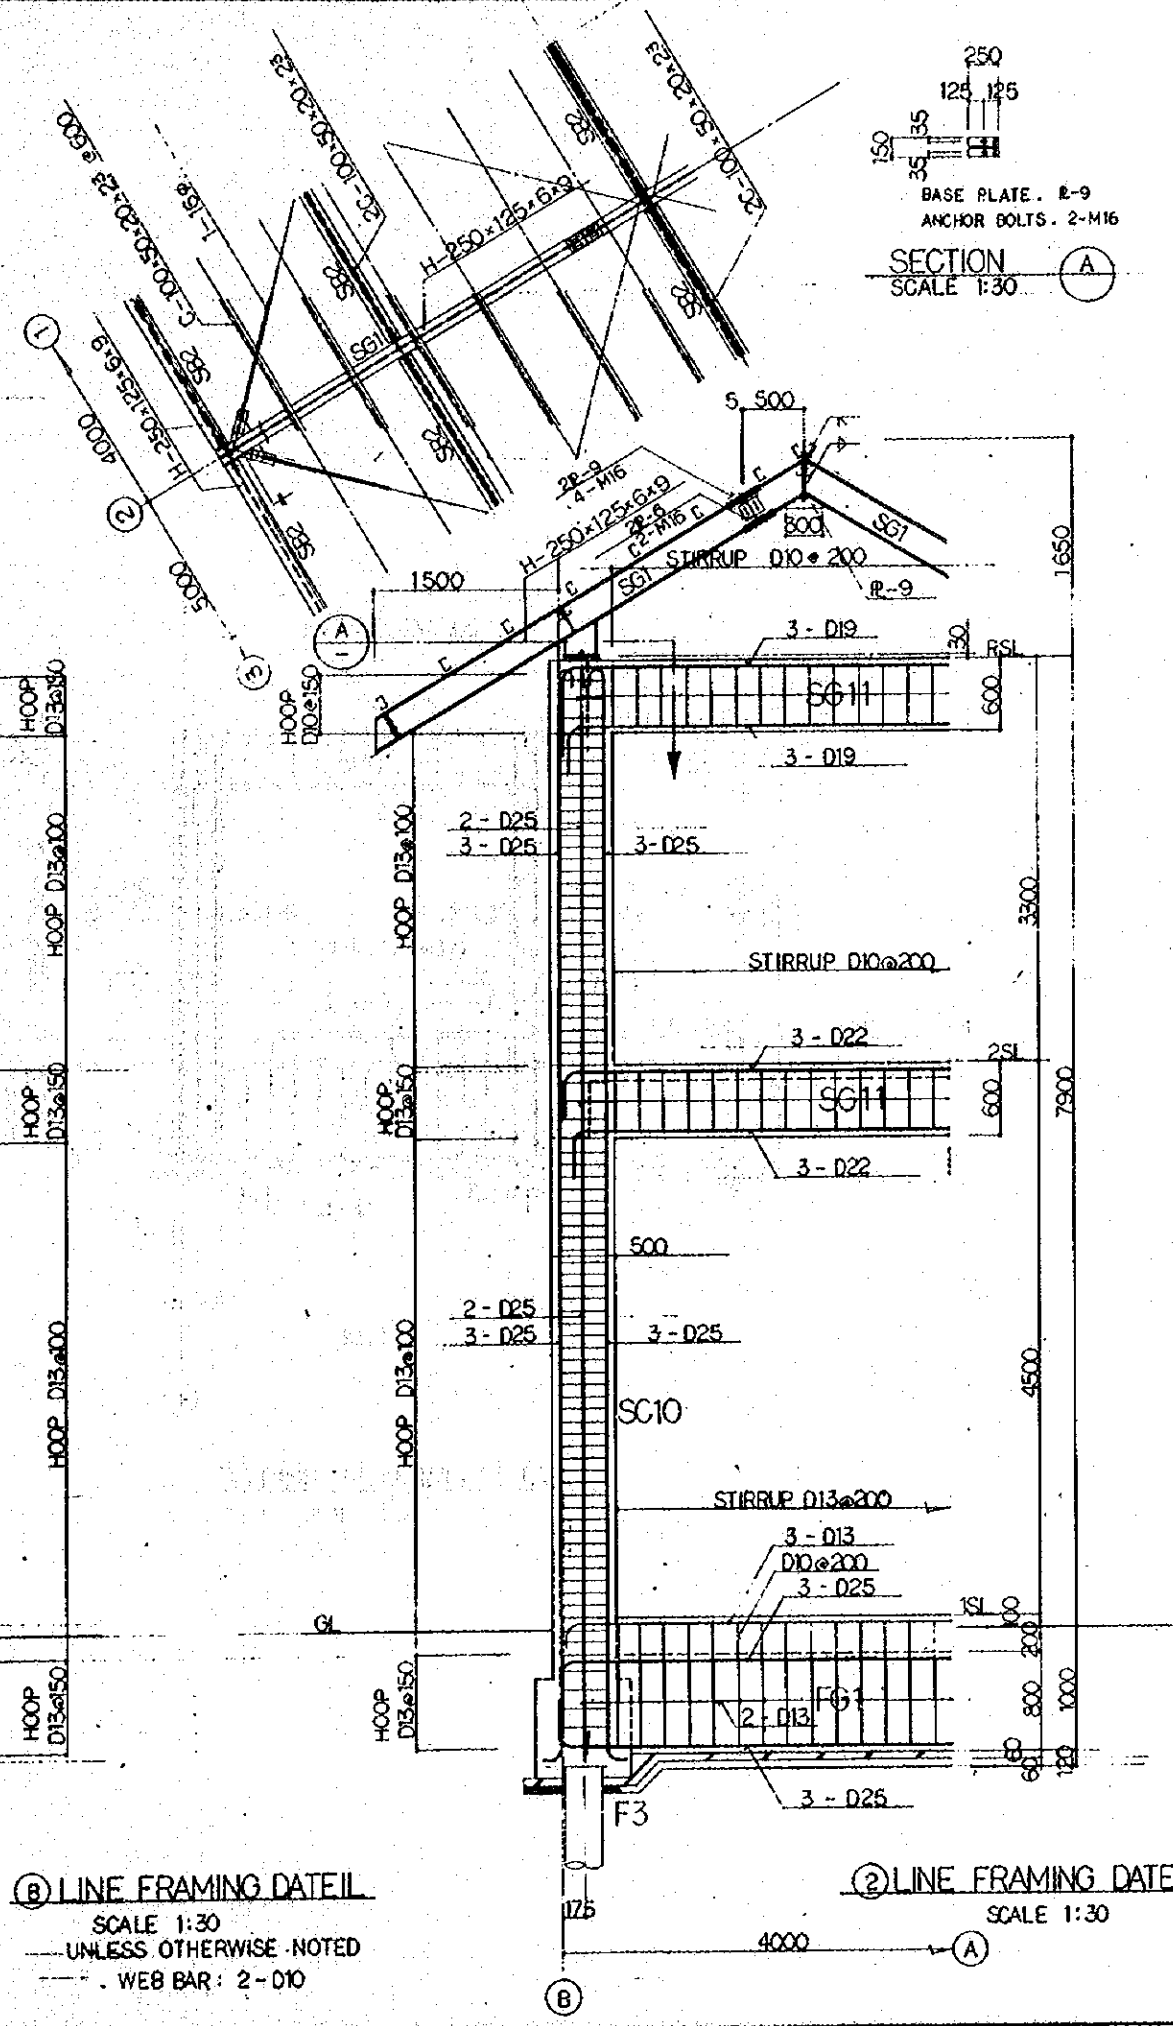 2C-100×50×20×2.3
2C-100×50×20×2.3
SB2
C-100×50×20×2.3 @600
1-16φ
H-250×125×6×9
SB2
SB2
SB2
SG1
SB2
H-250×125×6×9
SB2
1
4000
2
5000
3
250
125 125
150
35
35
BASE PLATE. PL-9
ANCHOR BOLTS. 2-M16
SECTION A
SCALE 1:30
5 500
2PL-9
4-M16
H-250×125×6×9
2PL-6
2-M16
C
C
C
C
C
SG1
SG1
300
PL-9
1500
A
STIRRUP D10@200
3-D19
30
RSL
1650
HOOP
D13@150
HOOP
D10@150
SG11
600
3-D19
2-D25
3-D25
3-D25
HOOP D13@100
HOOP D13@100
3300
STIRRUP D10@200
3-D22
2SL
HOOP
D13@150
HOOP
D13@150
SG11
600
7900
3-D22
500
2-D25
3-D25
3-D25
HOOP D13@100
HOOP D13@100
4500
SC10
STIRRUP D13@200
3-D13
D10@200
3-D25
1SL
GL
200
HOOP
D13@150
HOOP
D13@150
FG1
2-D13
800
1000
60
120
3-D25
F3
B LINE FRAMING DATEIL
SCALE 1:30
UNLESS OTHERWISE NOTED
WEB BAR: 2-D10
2 LINE FRAMING DATE
SCALE 1:30
175
4000
A
B